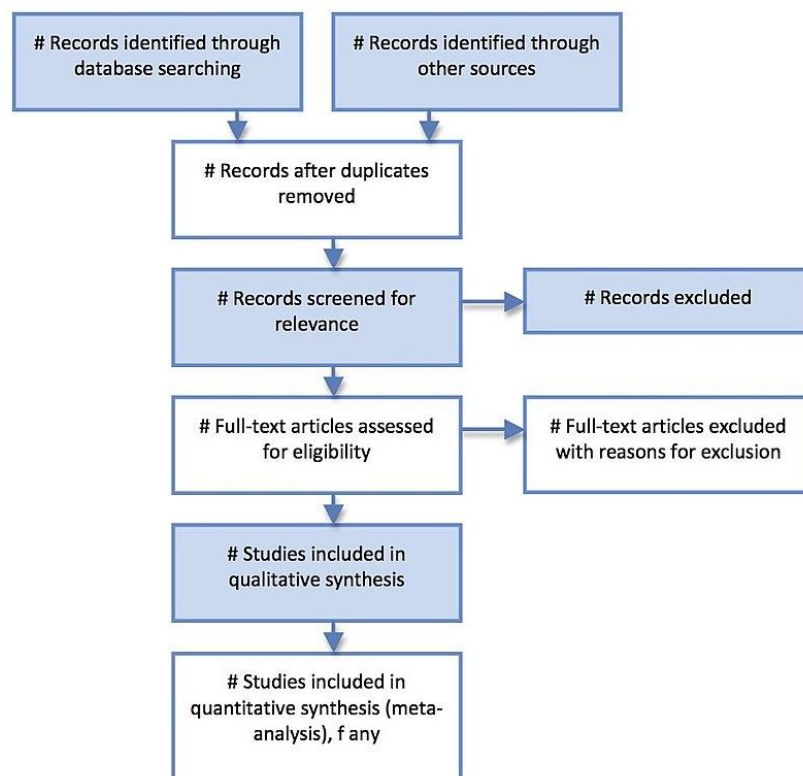 # Records identified through
database searching
# Records identified through
other sources
# Records after duplicates
removed
# Records screened for
relevance
# Records excluded
# Full-text articles assessed
for eligibility
# Full-text articles excluded
with reasons for exclusion
# Studies included in
qualitative synthesis
# Studies included in
quantitative synthesis (meta-
analysis), f any